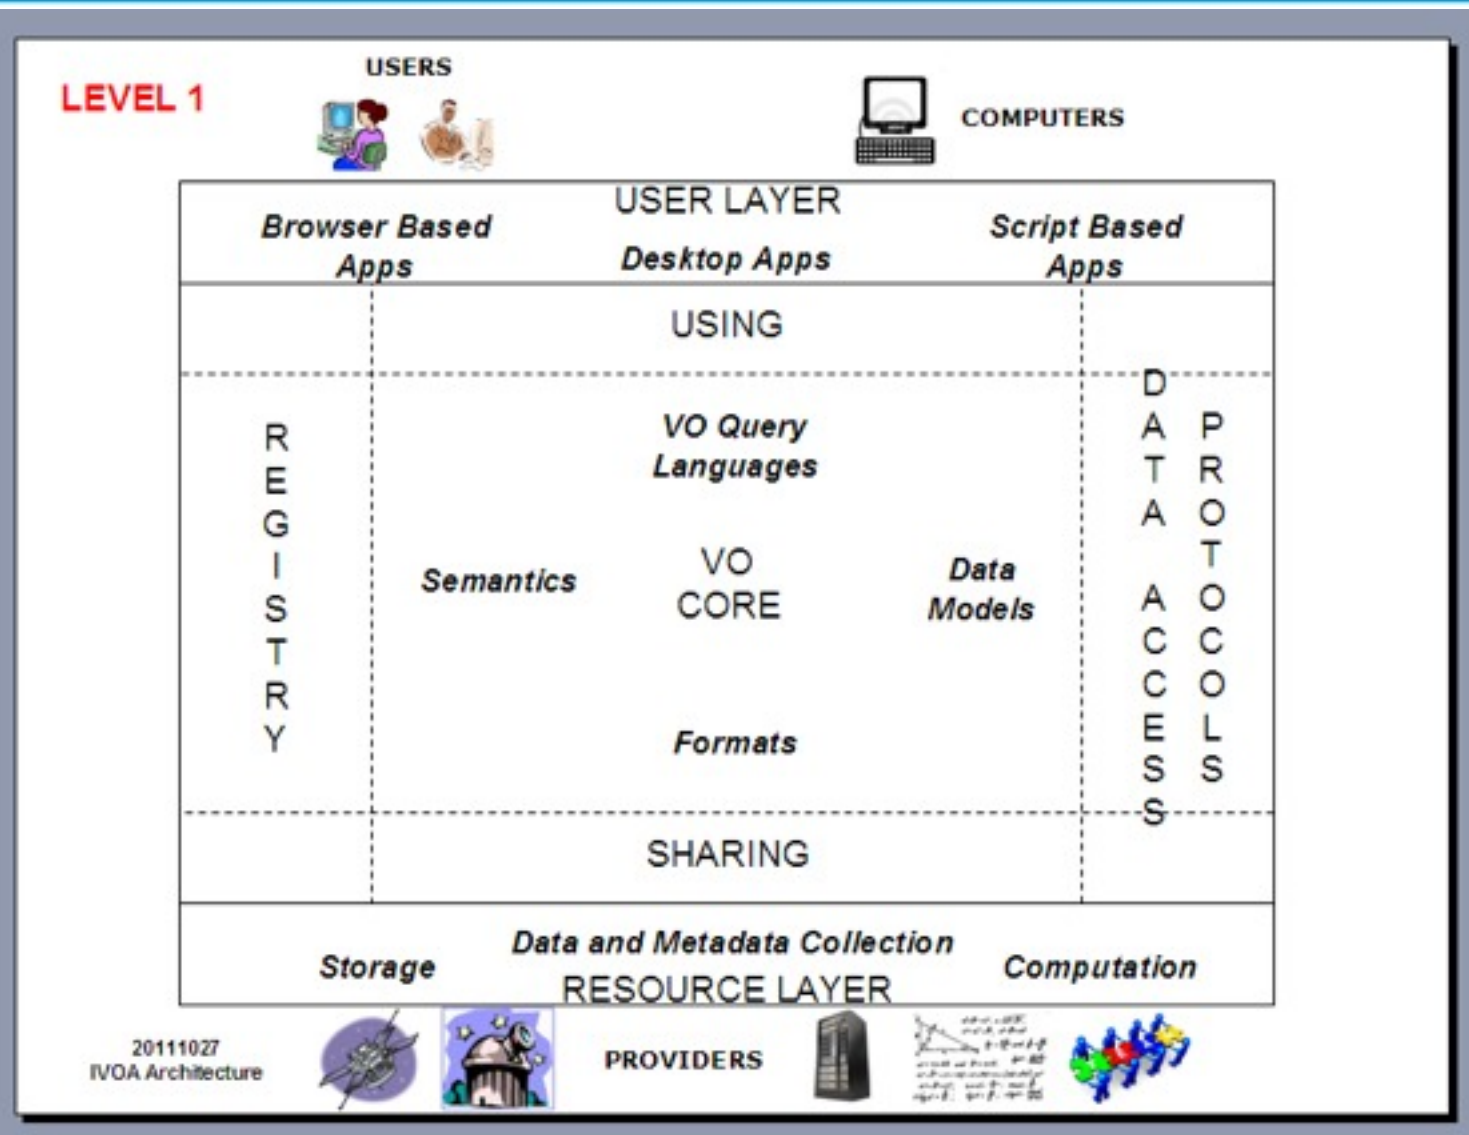 LEVEL 1
USERS
COMPUTERS
USER LAYER
Browser Based
Apps
Desktop Apps
Script Based
Apps
USING
REGISTRY
VO Query
Languages
Semantics
VO
CORE
Data
Models
Formats
DATA ACCESS
PROTOCOLS
SHARING
Storage
Data and Metadata Collection
Computation
RESOURCE LAYER
20111027
IVOA Architecture
PROVIDERS